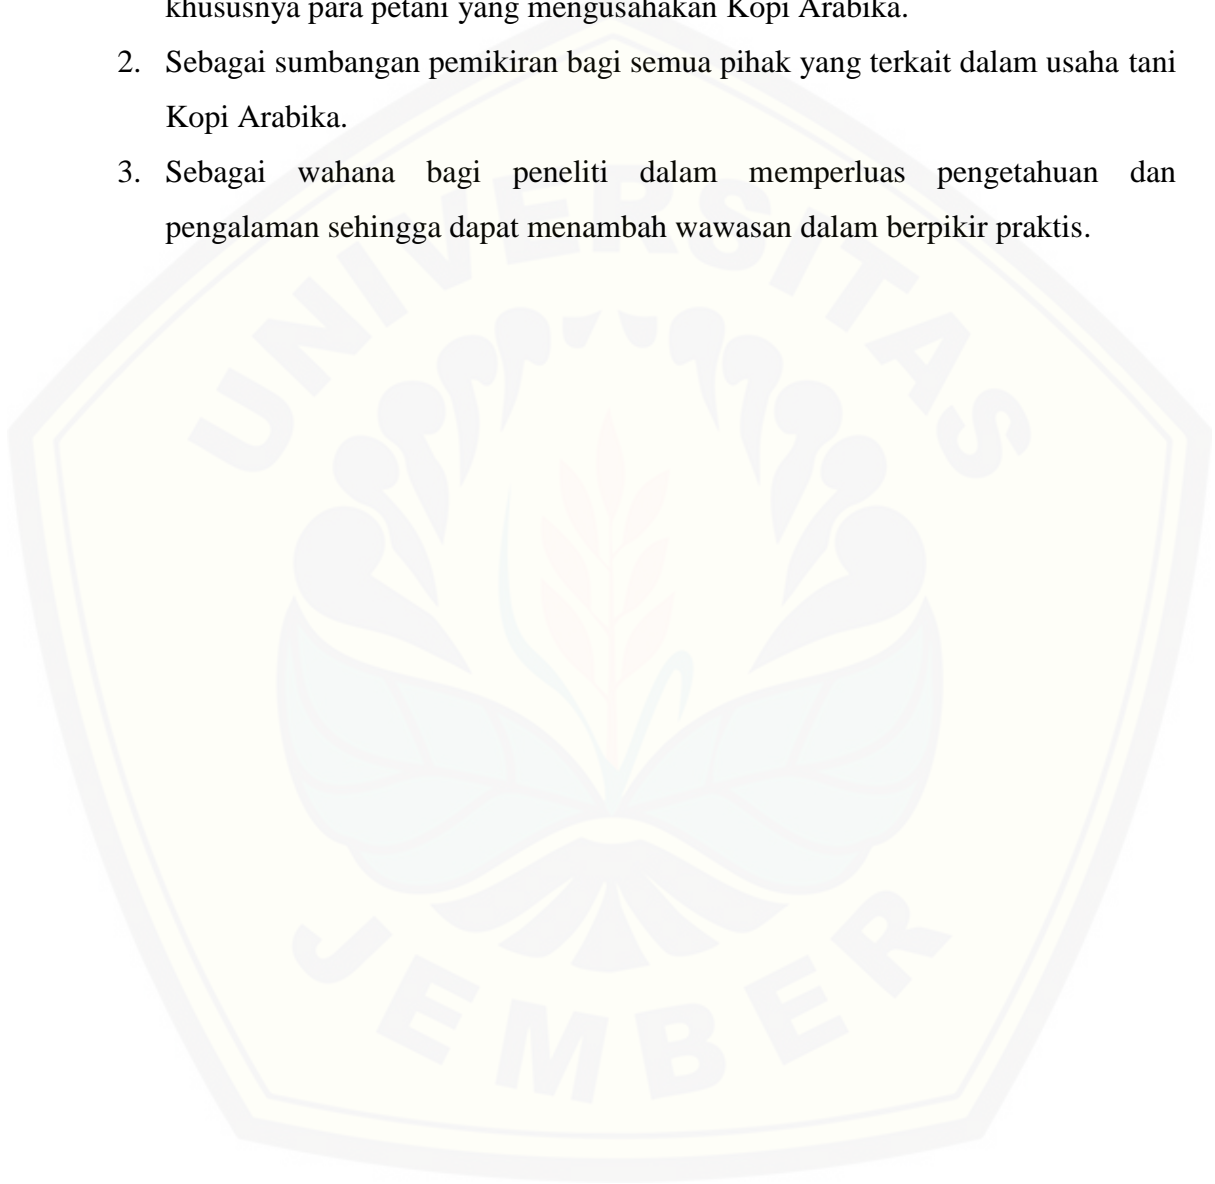 khususnya para petani yang mengusahakan Kopi Arabika.
2. Sebagai sumbangan pemikiran bagi semua pihak yang terkait dalam usaha tani
Kopi Arabika.
3. Sebagai wahana bagi peneliti dalam memperluas pengetahuan dan
pengalaman sehingga dapat menambah wawasan dalam berpikir praktis.
UNIVERSITAS
JEMBER